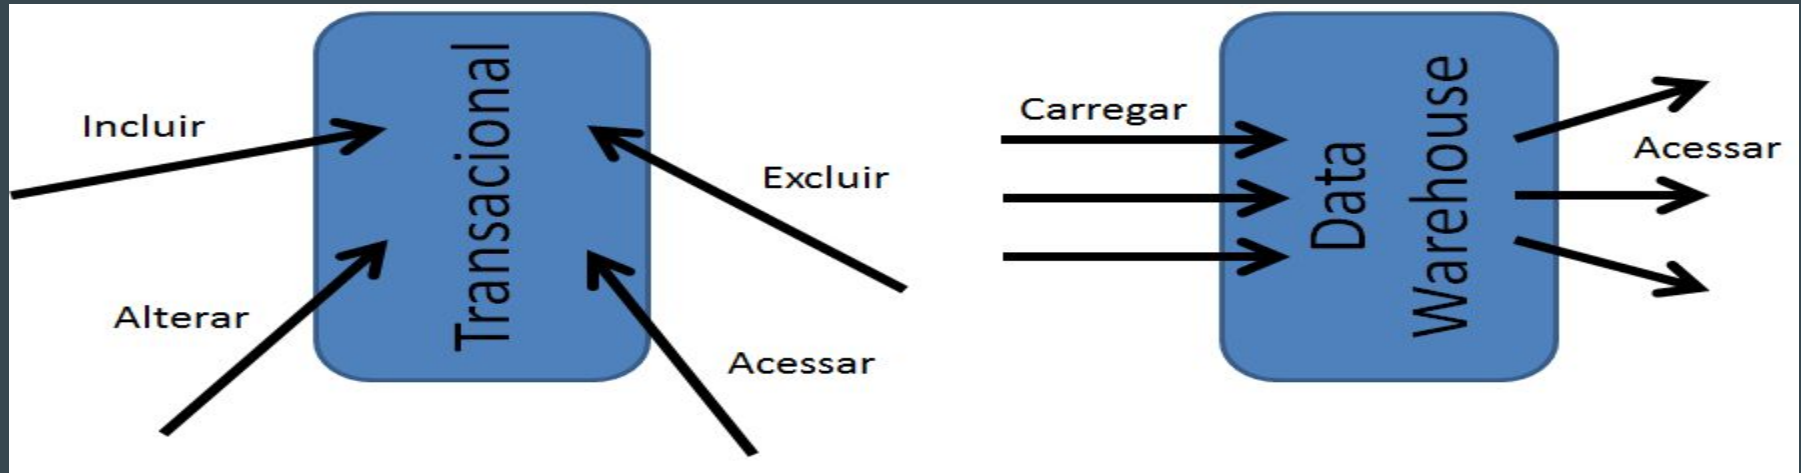 Incluir
Alterar
Transacional
Excluir
Acessar
Carregar
Data
Warehouse
Acessar